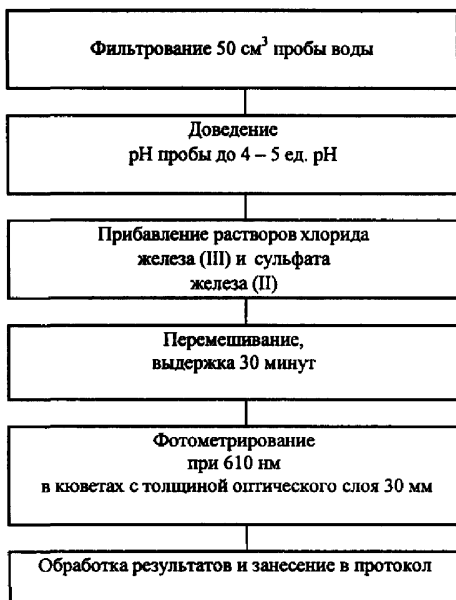 Фильтрование 50 см³ пробы воды
Доведение
pH пробы до 4 – 5 ед. pH
Прибавление растворов хлорида
железа (III) и сульфата
железа (II)
Перемешивание,
выдержка 30 минут
Фотометрирование
при 610 нм
в кюветах с толщиной оптического слоя 30 мм
Обработка результатов и занесение в протокол